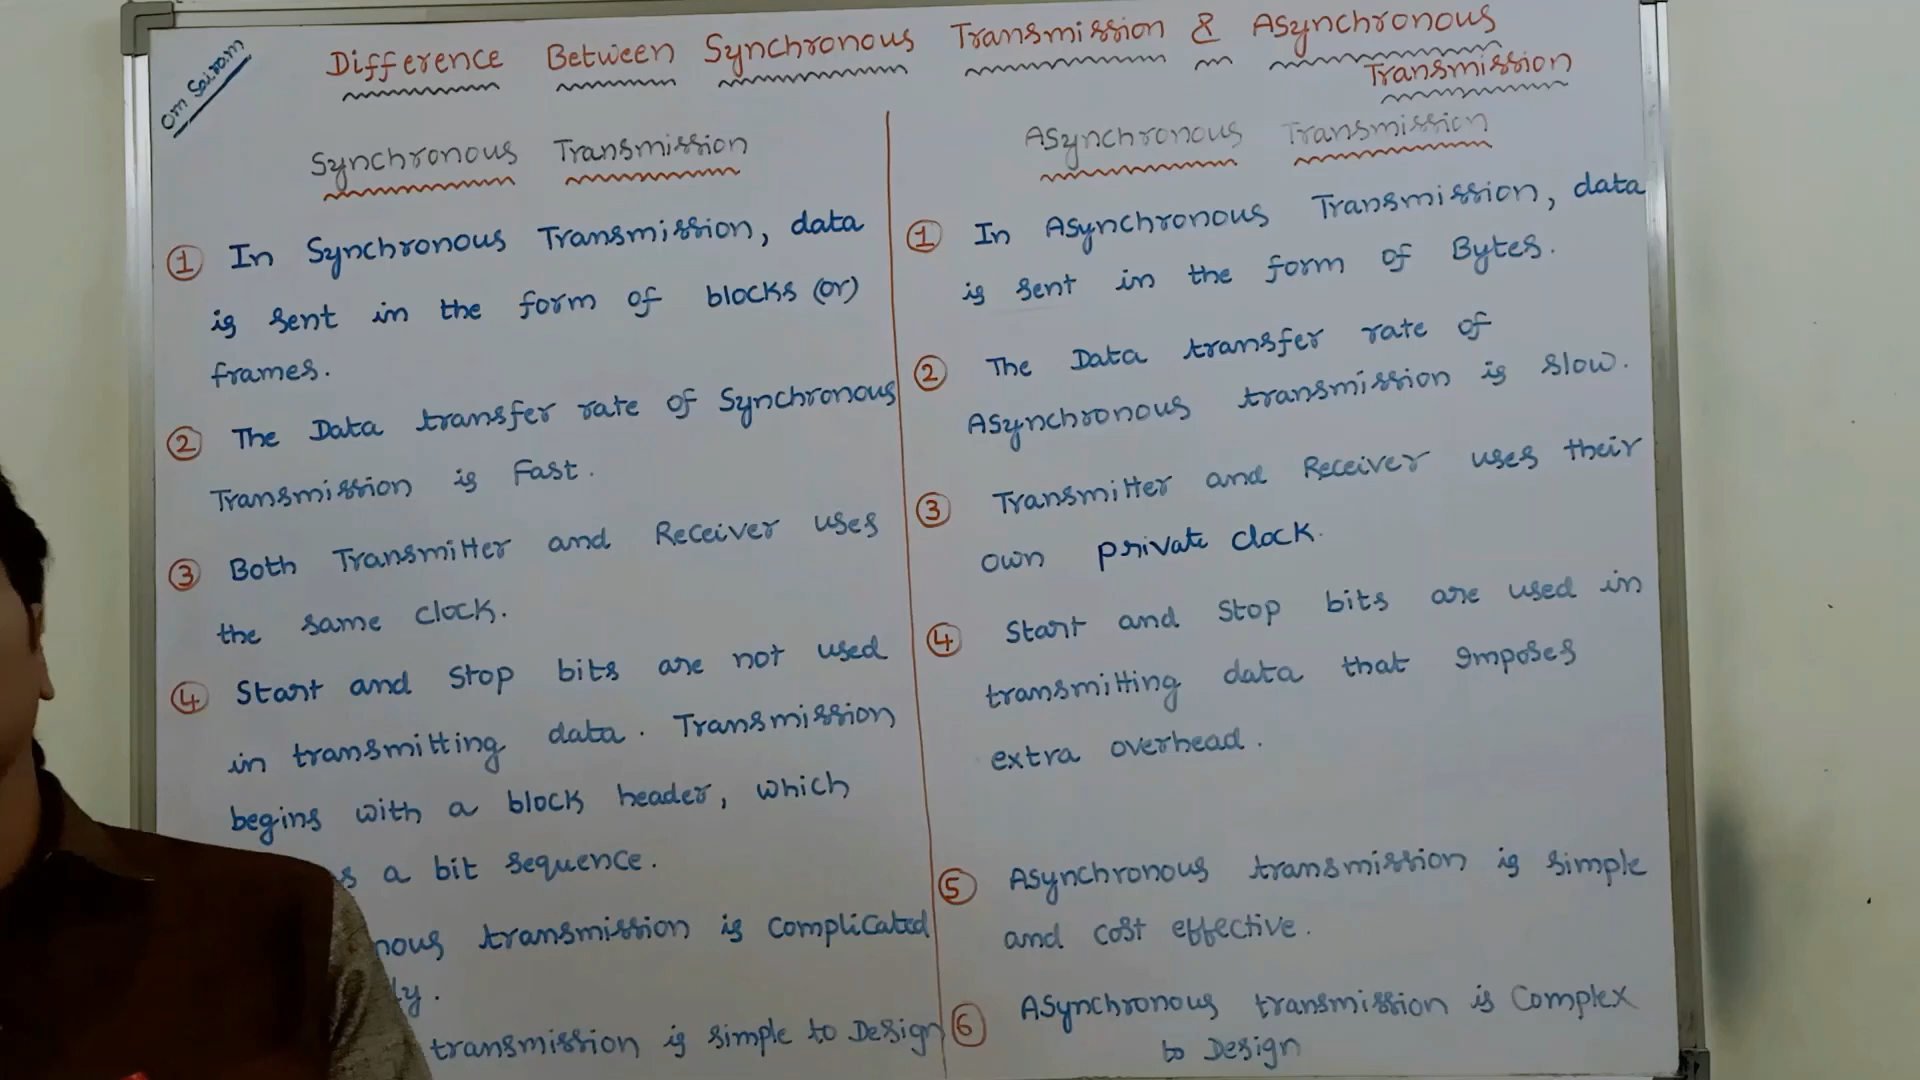 Om Sairam
Difference Between Synchronous Transmission & Asynchronous
Transmission
Synchronous Transmission
① In Synchronous Transmission, data
is sent in the form of blocks (or)
frames.
② The Data transfer rate of Synchronous
Transmission is Fast.
③ Both Transmitter and Receiver uses
the same clock.
④ Start and Stop bits are not used
in transmitting data. Transmission
begins with a block header, which
a bit sequence.
transmission is complicated
transmission is simple to Design
Asynchronous Transmission
① In Asynchronous Transmission, data
is sent in the form of Bytes.
② The Data transfer rate of
Asynchronous transmission is slow.
③ Transmitter and Receiver uses their
own private clock.
④ Start and Stop bits are used in
transmitting data that Imposes
extra overhead.
⑤ Asynchronous transmission is simple
and cost effective.
⑥ Asynchronous transmission is Complex
to Design